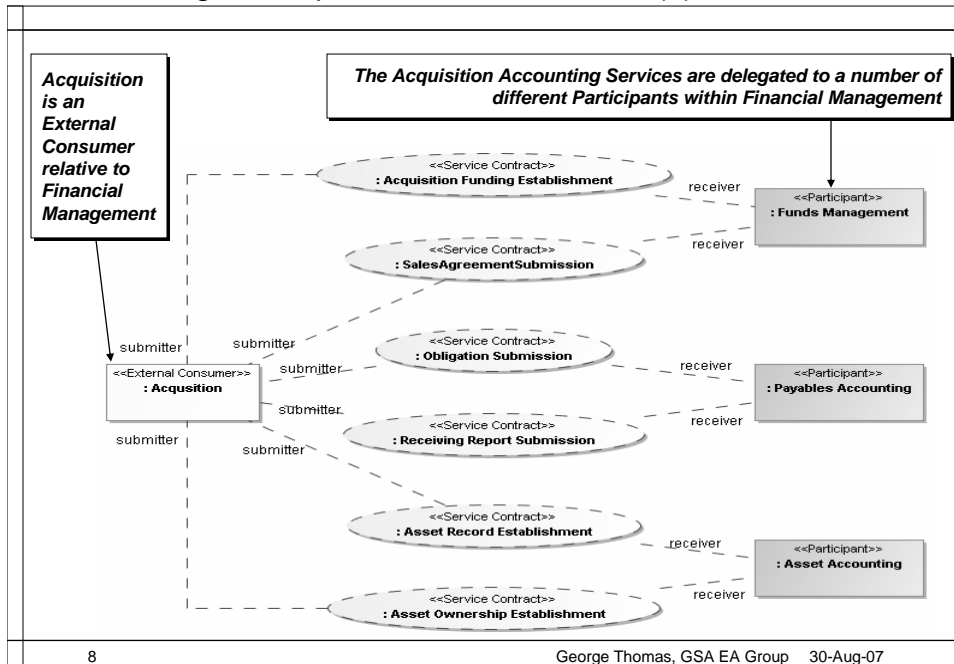 Acquisition
is an
External
Consumer
relative to
Financial
Management
The Acquisition Accounting Services are delegated to a number of
different Participants within Financial Management
<<Service Contract>>
: Acquisition Funding Establishment
receiver
<<Participant>>
: Funds Management
receiver
<<Service Contract>>
: SalesAgreementSubmission
submitter
submitter
<<Service Contract>>
: Obligation Submission
submitter
receiver
<<External Consumer>>
: Acqusition
<<Participant>>
: Payables Accounting
submitter
receiver
<<Service Contract>>
: Receiving Report Submission
submitter
submitter
<<Service Contract>>
: Asset Record Establishment
receiver
<<Participant>>
: Asset Accounting
receiver
<<Service Contract>>
: Asset Ownership Establishment
8
George Thomas, GSA EA Group 30-Aug-07